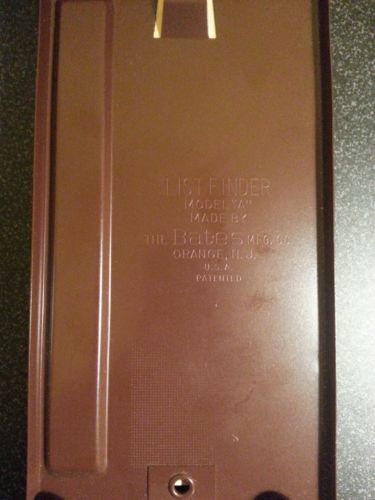 "LIST FINDER
MODEL "A"
MADE BY
THE Bates MFG. CO.
ORANGE, N. J.
U.S.A.
PATENTED